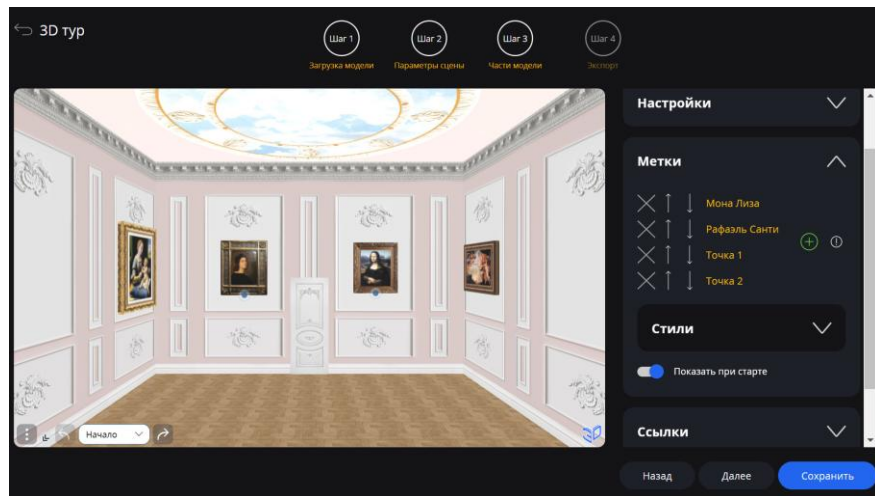 3D тур
Шаг 1
Шаг 2
Шаг 3
Шаг 4
Загрузка модели
Параметры сцены
Части модели
Экспорт
Настройки
Метки
Мона Лиза
Рафаэль Санти
Точка 1
Точка 2
Стили
Показать при старте
Ссылки
Начало
3D
Назад
Далее
Сохранить